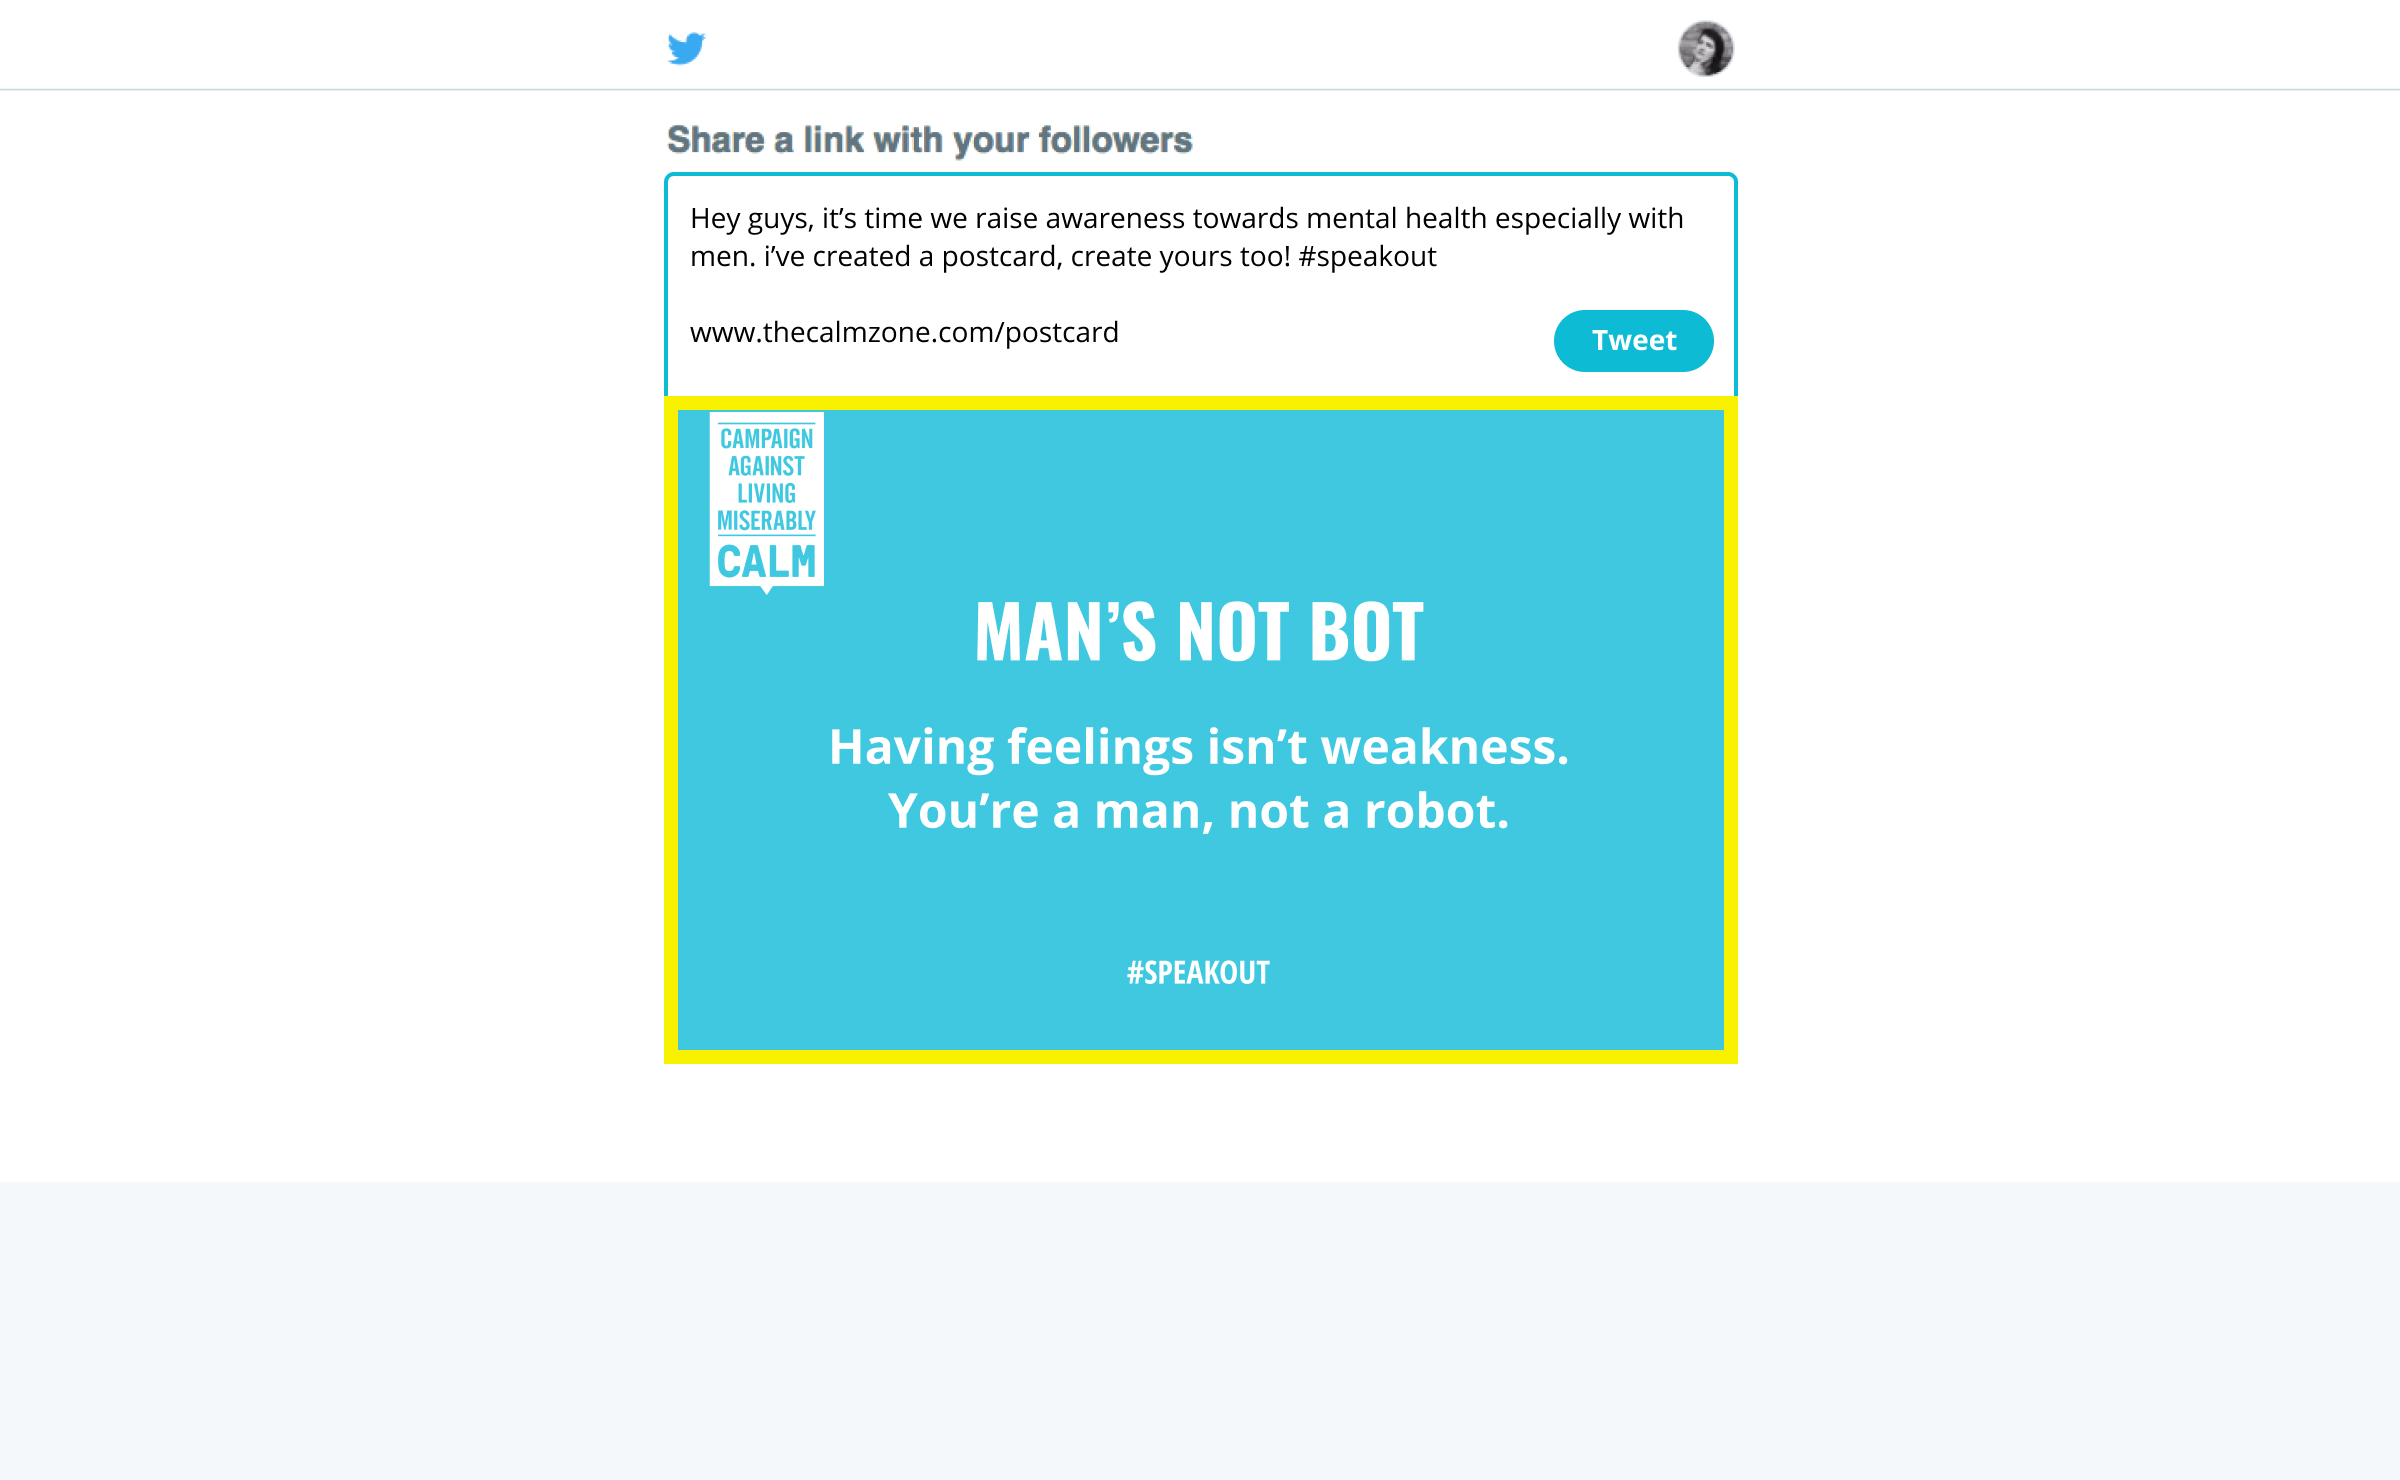 Share a link with your followers
Hey guys, it’s time we raise awareness towards mental health especially with
men. i’ve created a postcard, create yours too! #speakout
www.thecalmzone.com/postcard
Tweet
CAMPAIGN
AGAINST
LIVING
MISERABLY
CALM
MAN’S NOT BOT
Having feelings isn’t weakness.
You’re a man, not a robot.
#SPEAKOUT